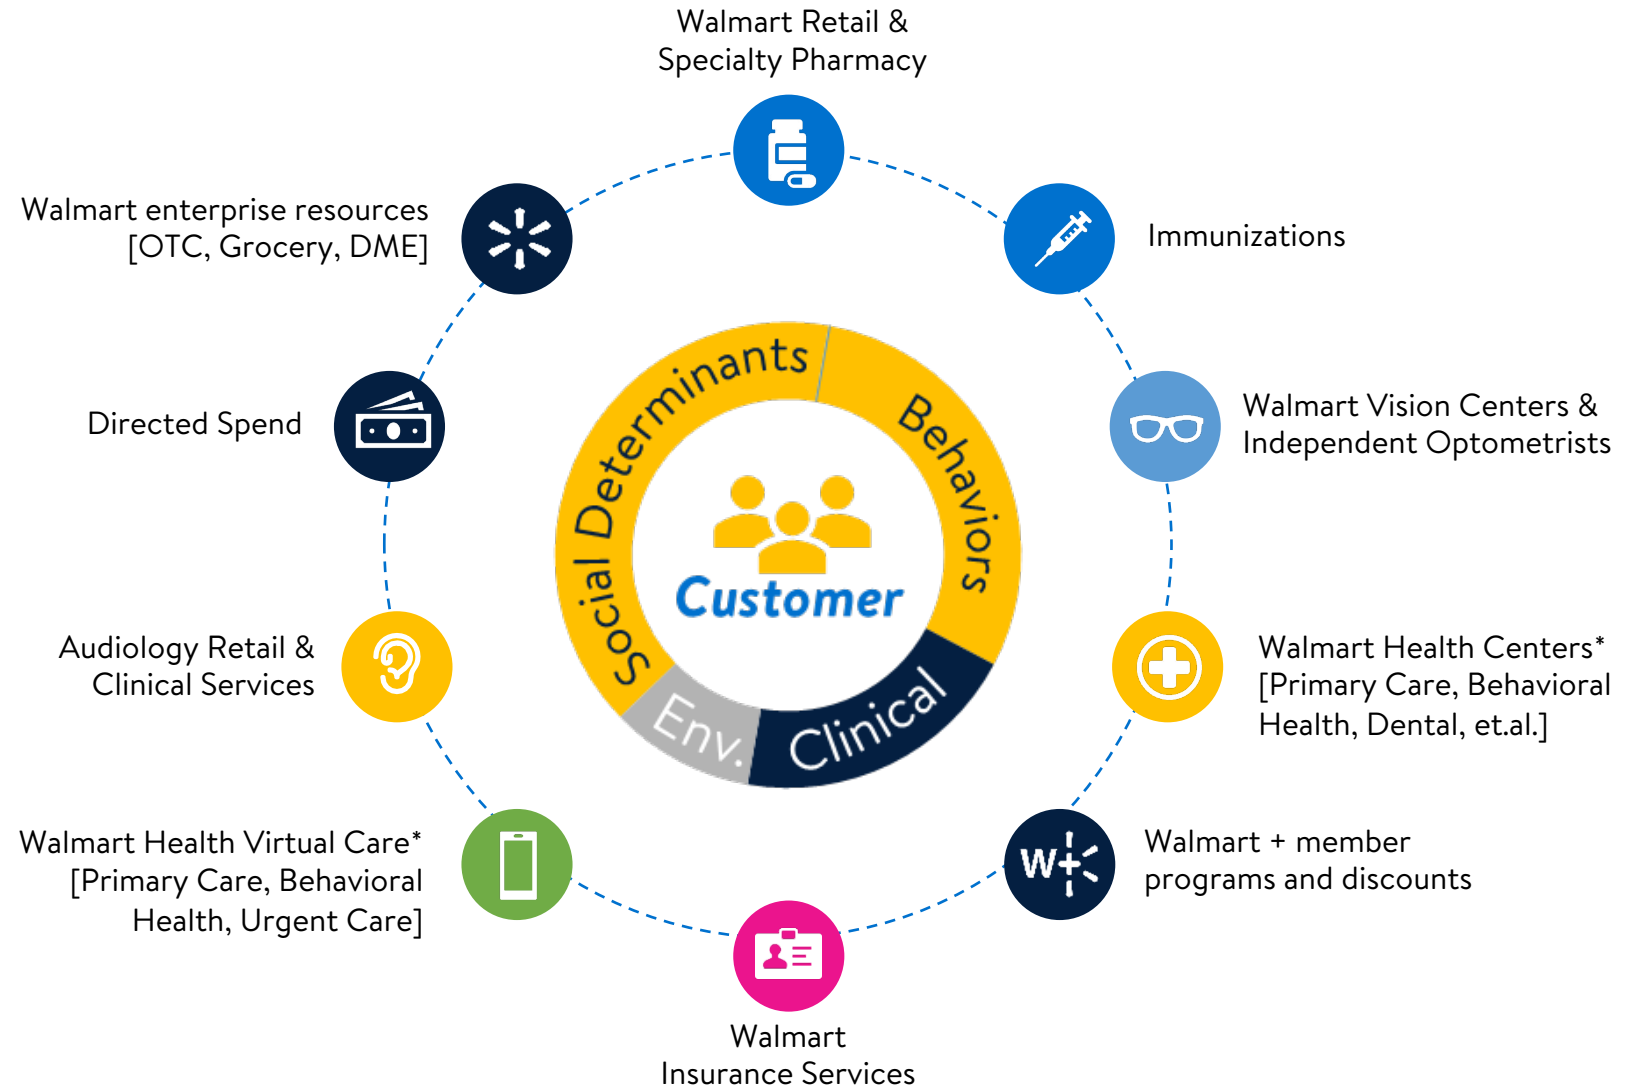 Walmart Retail &
Specialty Pharmacy
Immunizations
Walmart Vision Centers &
Independent Optometrists
Walmart Health Centers*
[Primary Care, Behavioral
Health, Dental, et.al.]
Walmart + member
programs and discounts
W+
Walmart
Insurance Services
Walmart Health Virtual Care*
[Primary Care, Behavioral
Health, Urgent Care]
Audiology Retail &
Clinical Services
Directed Spend
Walmart enterprise resources
[OTC, Grocery, DME]
Social Determinants
Behaviors
Clinical
Env.
Customer